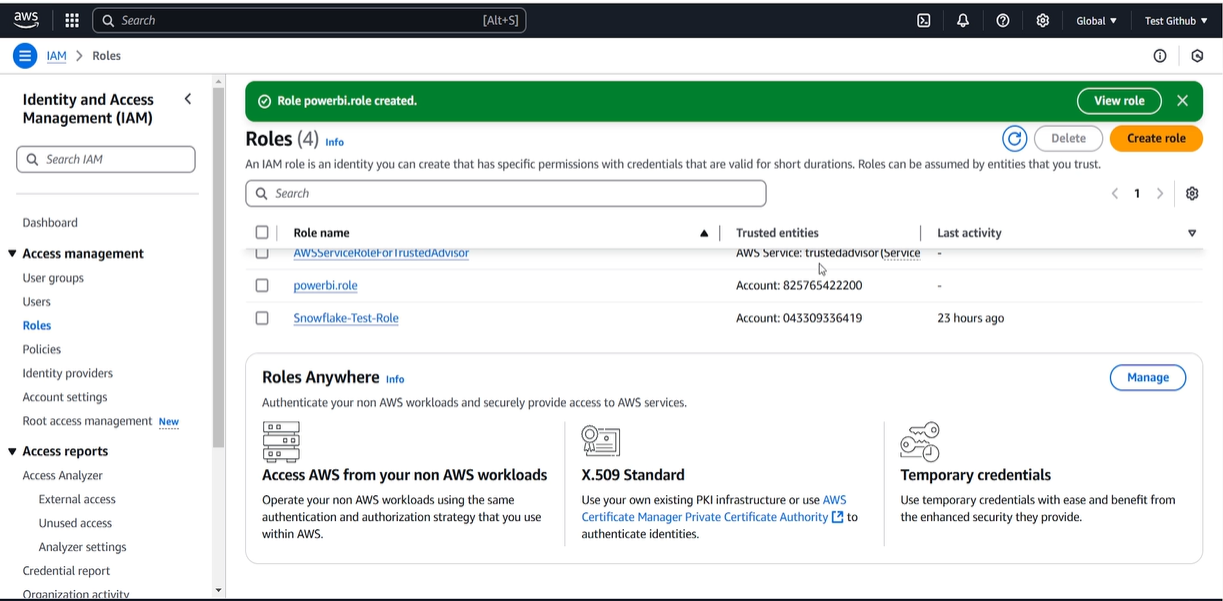 aws
Search [Alt+S]
Global ▼
Test Github ▼
IAM > Roles
Identity and Access
Management (IAM)
Search IAM
Dashboard
Access management
User groups
Users
Roles
Policies
Identity providers
Account settings
Root access management New
Access reports
Access Analyzer
External access
Unused access
Analyzer settings
Credential report
Organization activity
Role powerbi.role created.
View role
Roles (4) Info
Delete
Create role
An IAM role is an identity you can create that has specific permissions with credentials that are valid for short durations. Roles can be assumed by entities that you trust.
Search
1
Role name Trusted entities Last activity
AWSServiceRoleForTrustedAdvisor AWS Service: trustedadvisor (Service -
powerbi.role Account: 825765422200 -
Snowflake-Test-Role Account: 043309336419 23 hours ago
Roles Anywhere Info
Manage
Authenticate your non AWS workloads and securely provide access to AWS services.
Access AWS from your non AWS workloads
Operate your non AWS workloads using the same
authentication and authorization strategy that you use
within AWS.
X.509 Standard
Use your own existing PKI infrastructure or use AWS
Certificate Manager Private Certificate Authority to
authenticate identities.
Temporary credentials
Use temporary credentials with ease and benefit from
the enhanced security they provide.